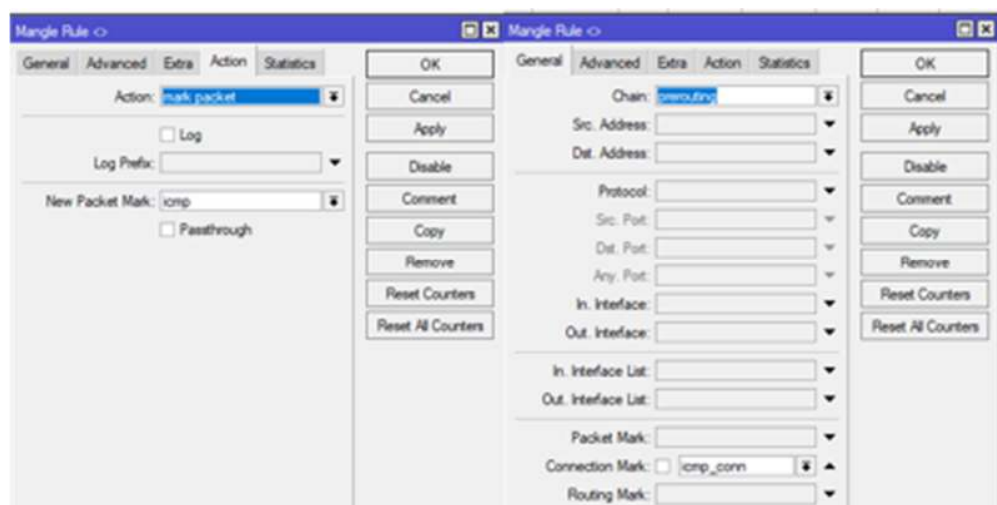 Mangle Rule <>
General Advanced Extra Action Statistics
Action: mark packet
Log
Log Prefix:
New Packet Mark: icmp
Passthrough
OK
Cancel
Apply
Disable
Comment
Copy
Remove
Reset Counters
Reset All Counters
Mangle Rule <>
General Advanced Extra Action Statistics
Chain: prerouting
Src. Address:
Dst. Address:
Protocol:
Src. Port:
Dst. Port:
Any. Port:
In. Interface:
Out. Interface:
In. Interface List:
Out. Interface List:
Packet Mark:
Connection Mark: icmp_conn
Routing Mark:
OK
Cancel
Apply
Disable
Comment
Copy
Remove
Reset Counters
Reset All Counters